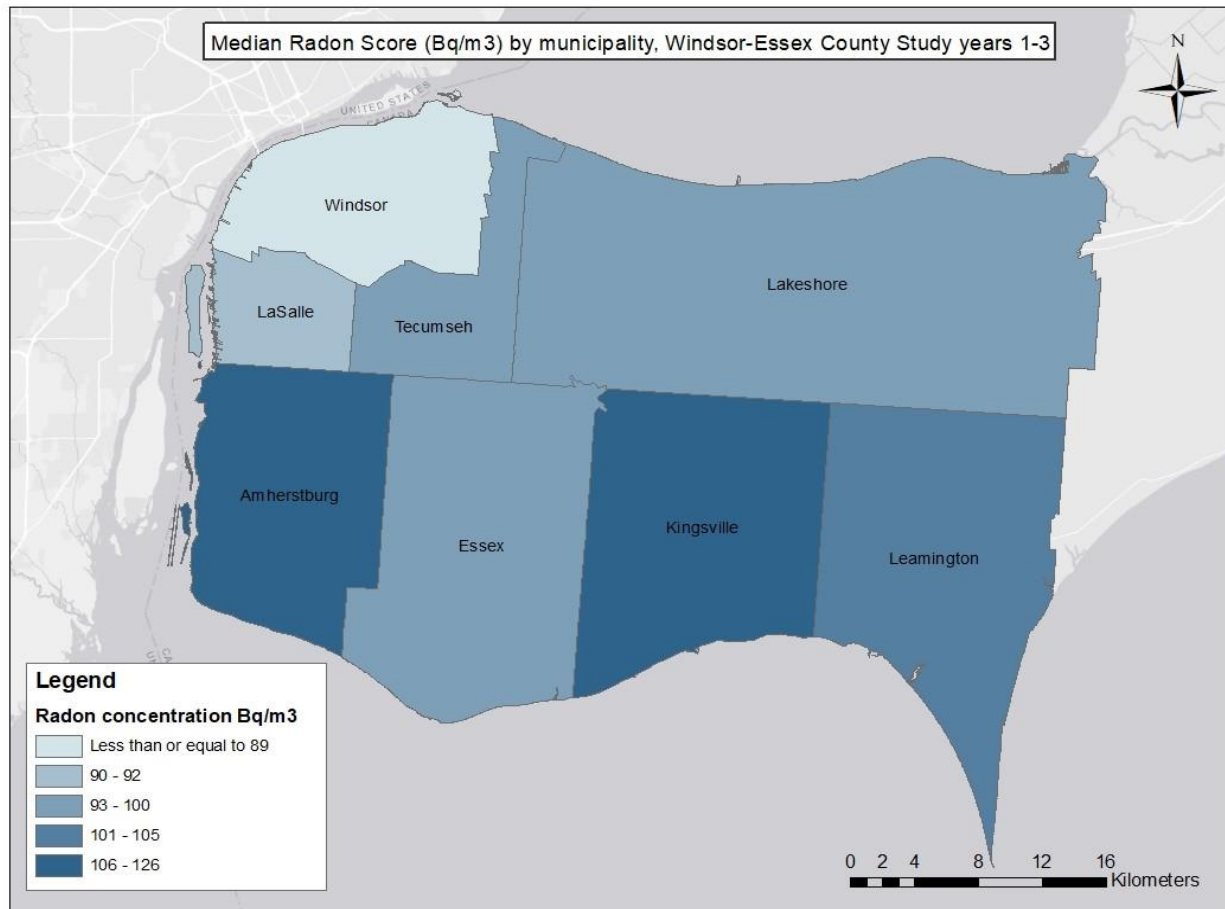 Median Radon Score (Bq/m3) by municipality, Windsor-Essex County Study years 1-3
N
UNITED STATES
CANADA
Windsor
Lakeshore
LaSalle
Tecumseh
Amherstburg
Kingsville
Essex
Leamington
Legend
Radon concentration Bq/m3
Less than or equal to 89
90 - 92
93 - 100
101 - 105
106 - 126
0 2 4 8 12 16
Kilometers